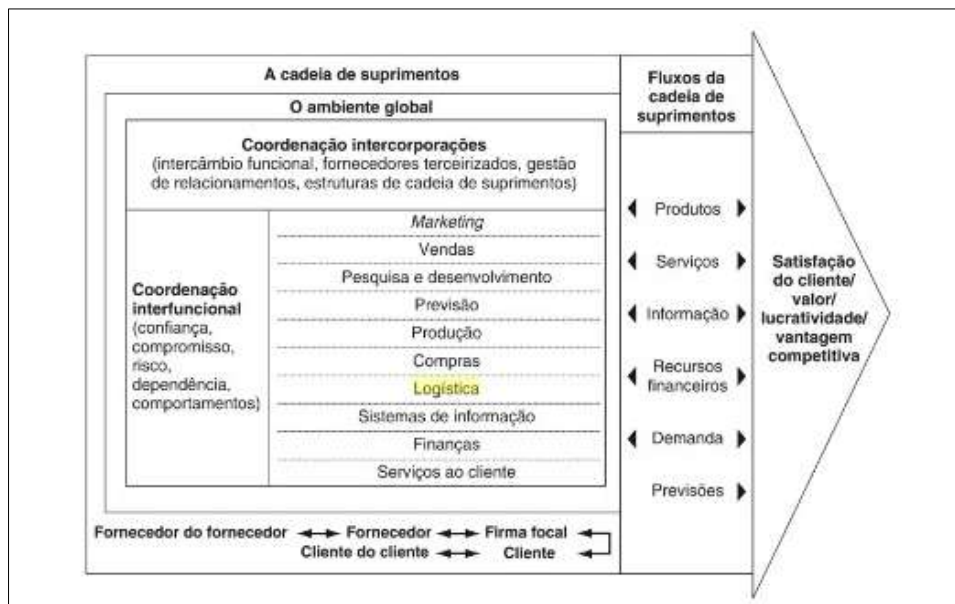 A cadeia de suprimentos
O ambiente global
Coordenação intercorporações
(intercâmbio funcional, fornecedores terceirizados, gestão
de relacionamentos, estruturas de cadeia de suprimentos)
Coordenação
interfuncional
(confiança,
compromisso,
risco,
dependência,
comportamentos)
Marketing
Vendas
Pesquisa e desenvolvimento
Previsão
Produção
Compras
Logística
Sistemas de informação
Finanças
Serviços ao cliente
Fornecedor do fornecedor Fornecedor Firma focal
Cliente do cliente Cliente
Fluxos da
cadeia de
suprimentos
Produtos
Serviços
Informação
Recursos
financeiros
Demanda
Previsões
Satisfação
do cliente/
valor/
lucratividade/
vantagem
competitiva